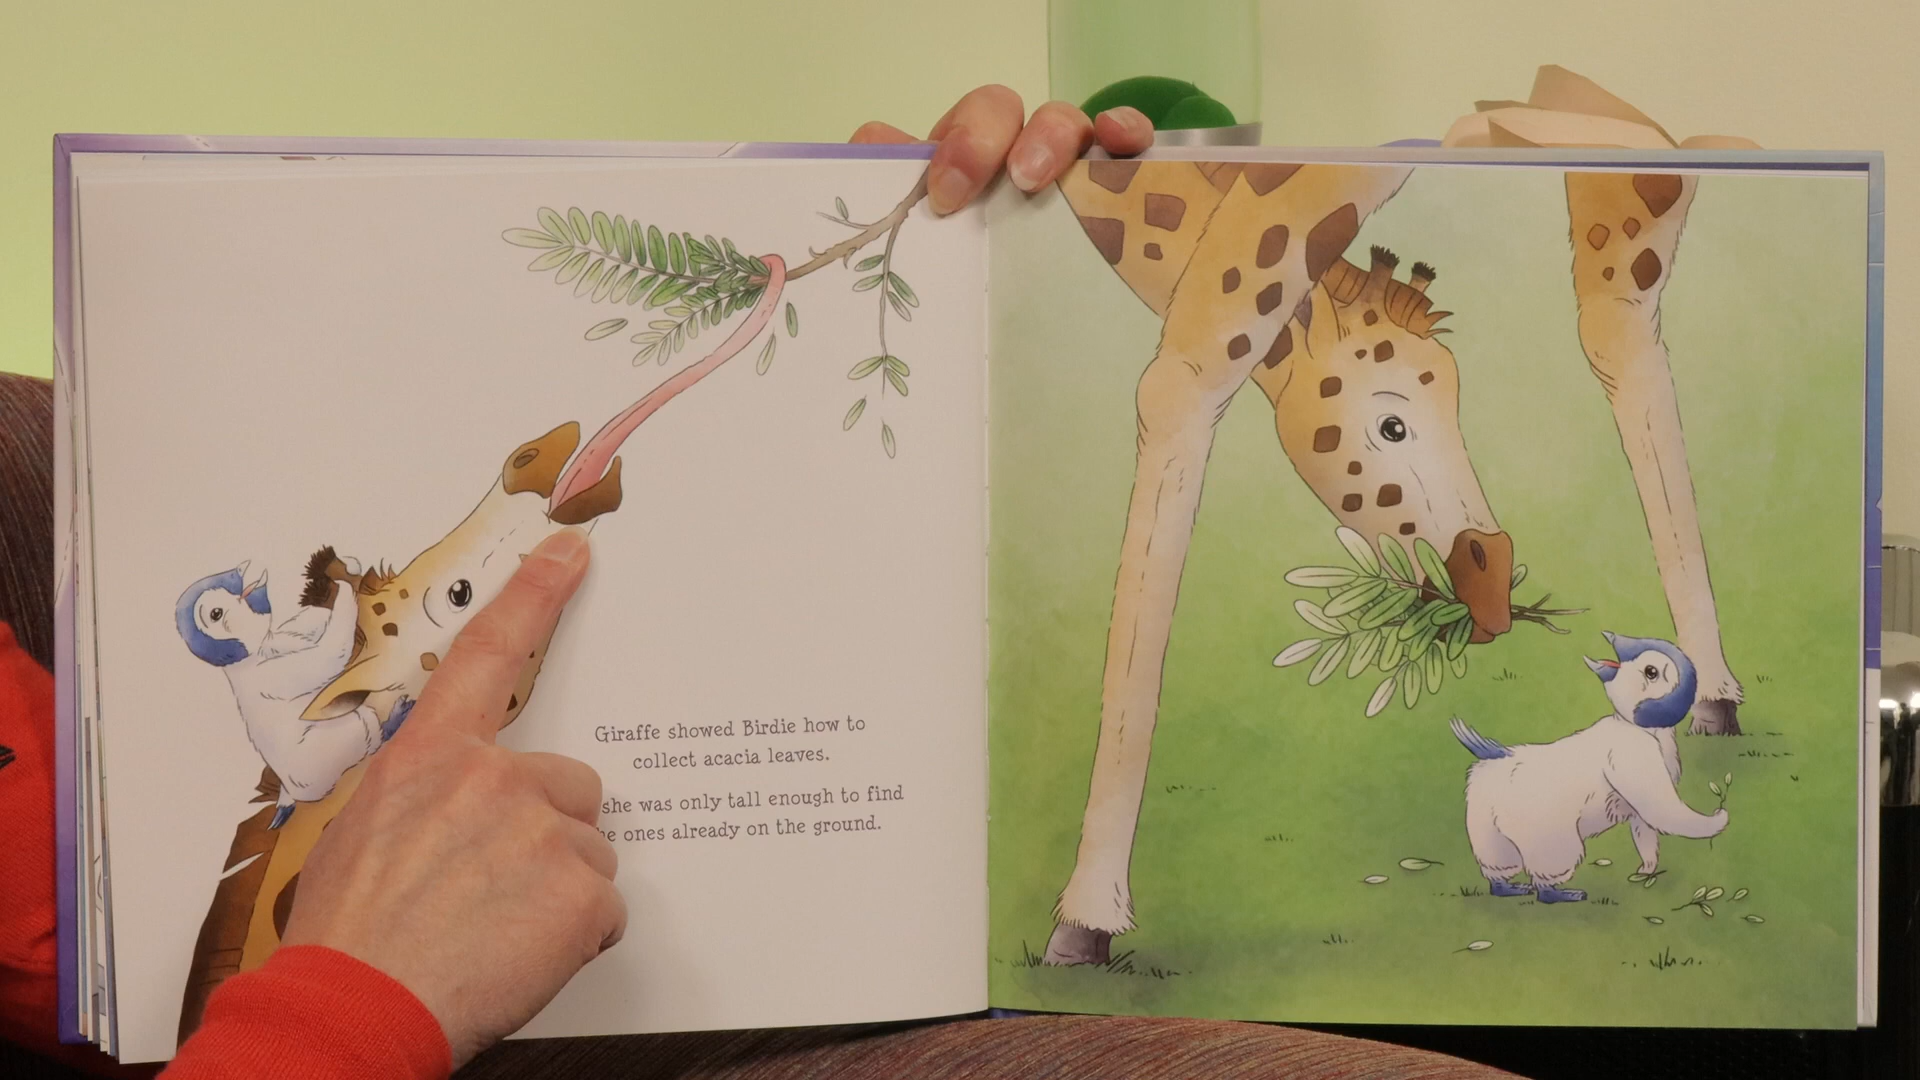 Giraffe showed Birdie how to
collect acacia leaves.
she was only tall enough to find
ones already on the ground.